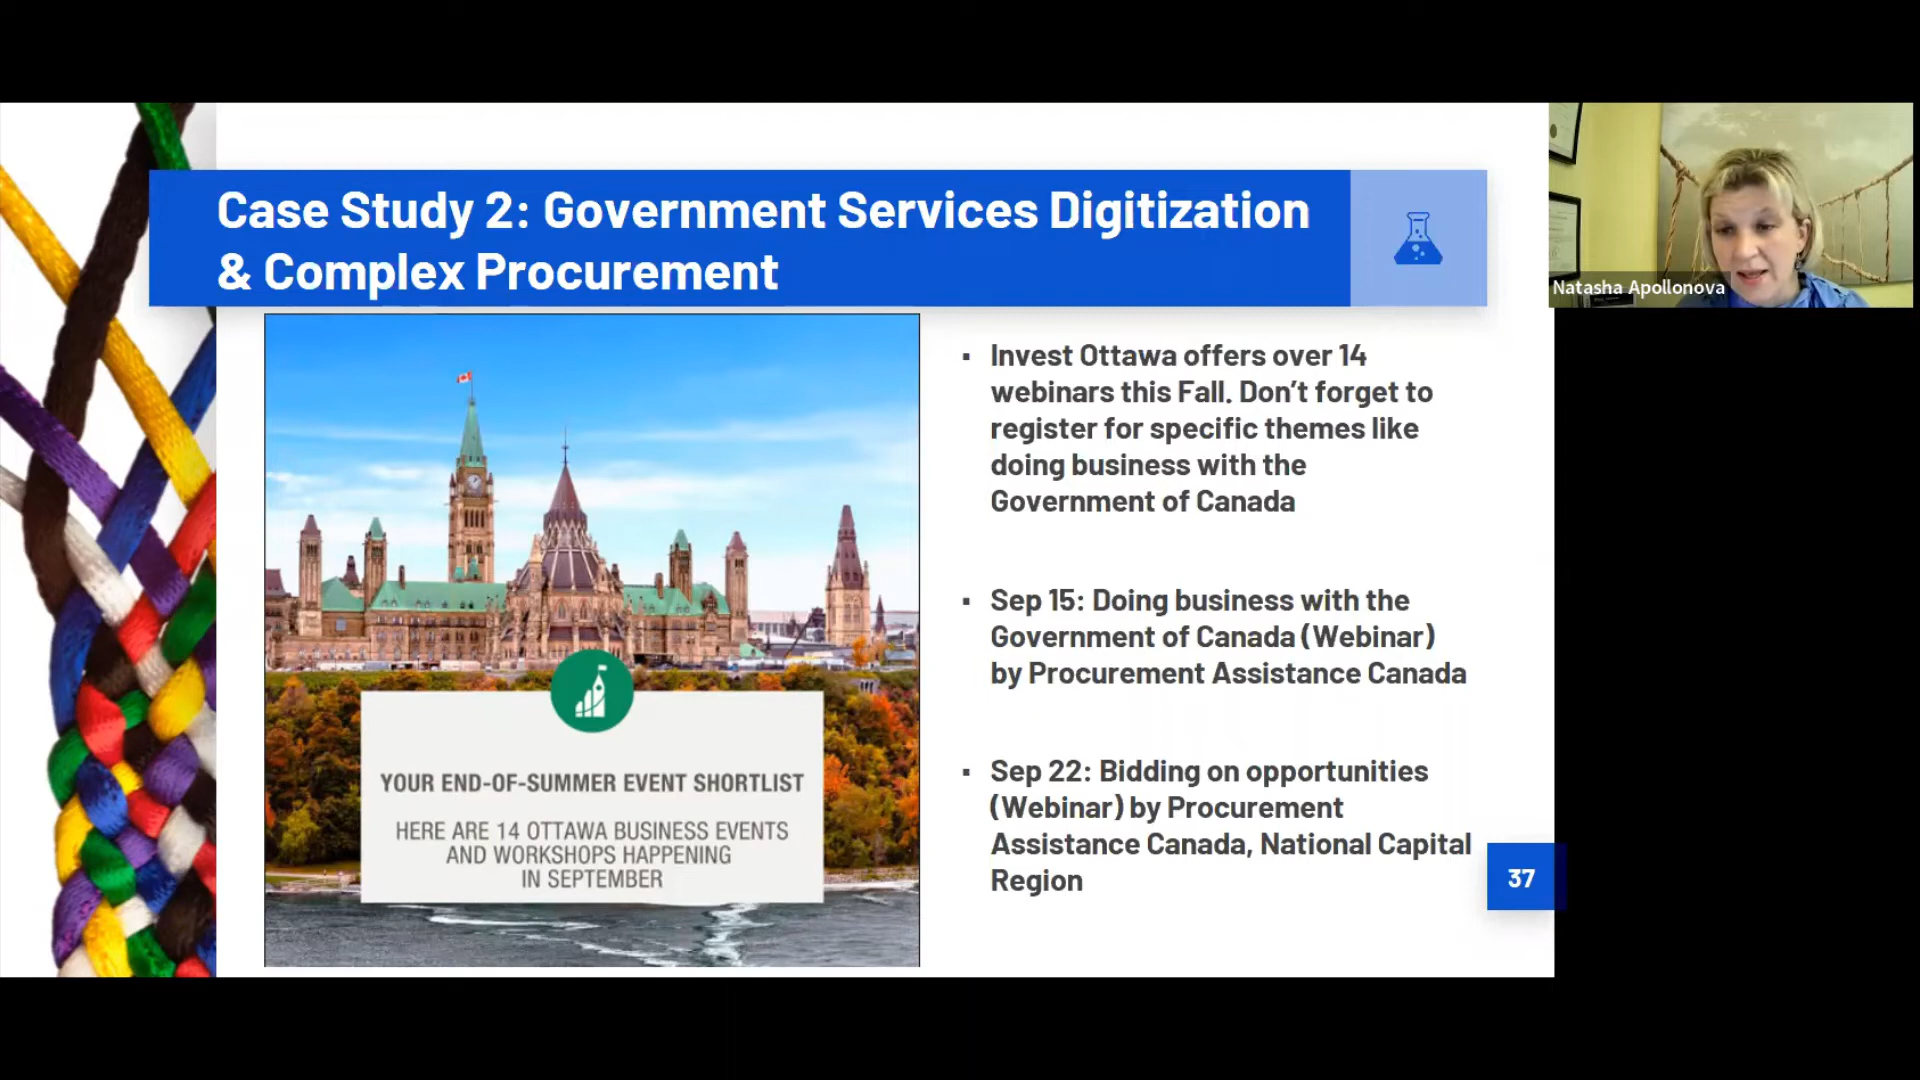 Case Study 2: Government Services Digitization
& Complex Procurement
Natasha Apollonova
▪ Invest Ottawa offers over 14
webinars this Fall. Don’t forget to
register for specific themes like
doing business with the
Government of Canada
▪ Sep 15: Doing business with the
Government of Canada (Webinar)
by Procurement Assistance Canada
▪ Sep 22: Bidding on opportunities
(Webinar) by Procurement
Assistance Canada, National Capital
Region
YOUR END-OF-SUMMER EVENT SHORTLIST
HERE ARE 14 OTTAWA BUSINESS EVENTS
AND WORKSHOPS HAPPENING
IN SEPTEMBER
37